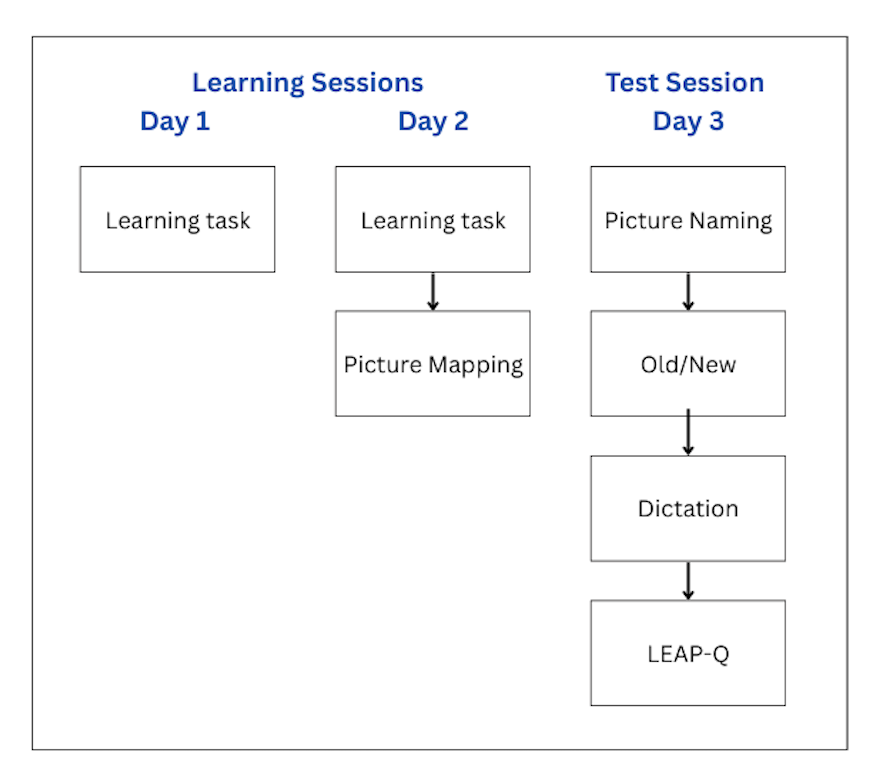 Learning Sessions
Test Session
Day 1
Day 2
Day 3
Learning task
Learning task
Picture Naming
Picture Mapping
Old/New
Dictation
LEAP-Q